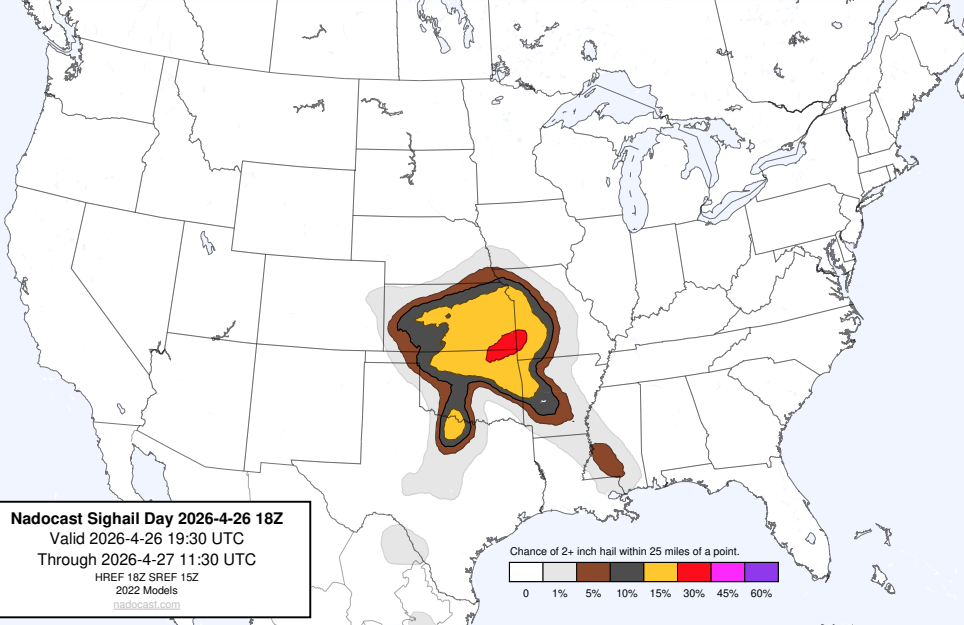 Nadocast Sighail Day 2026-4-26 18Z
Valid 2026-4-26 19:30 UTC
Through 2026-4-27 11:30 UTC
HREF 18Z SREF 15Z
2022 Models
nadocast.com
Chance of 2+ inch hail within 25 miles of a point.
0 1% 5% 10% 15% 30% 45% 60%